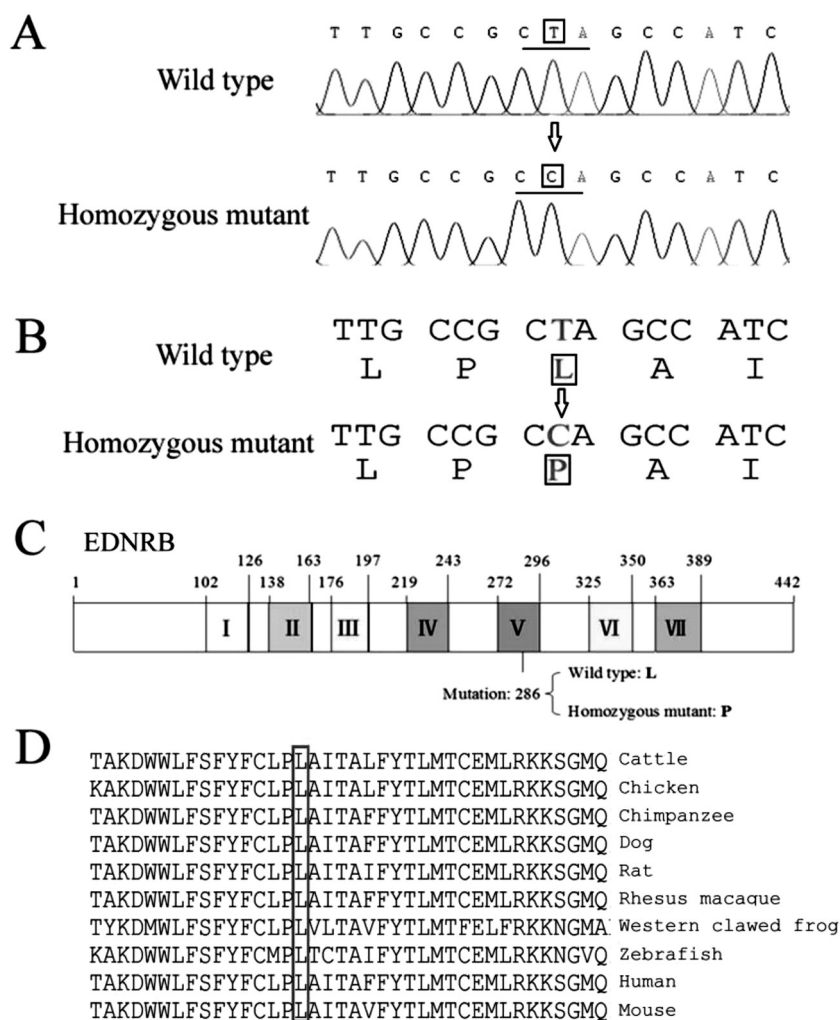 A
T T G C C G C T A G C C A T C
Wild type
T T G C C G C C A G C C A T C
Homozygous mutant
B
TTG CCG CTA GCC ATC
Wild type
L P L A I
Homozygous mutant
TTG CCG CCA GCC ATC
L P P A I
C
EDNRB
126 163 197 243 296 350 389
1 102 138 176 219 272 325 363 442
I II III IV V VI VII
Wild type: L
Mutation: 286
Homozygous mutant: P
D
TAKDWWLFSFYFCLPLAITALFYTLMTCEMLRKKSGMQ Cattle
KAKDWWLFSFYFCLPLAITALFYTLMTCEMLRKKSGMQ Chicken
TAKDWWLFSFYFCLPLAITAFFYTLMTCEMLRKKSGMQ Chimpanzee
TAKDWWLFSFYFCLPLAITAFFYTLMTCEMLRKKSGMQ Dog
TAKDWWLFSFYFCLPLAITAIFYTLMTCEMLRKKSGMQ Rat
TAKDWWLFSFYFCLPLAITAFFYTLMTCEMLRKKSGMQ Rhesus macaque
TYKDMWLFSFYFCLPLVLTAVFYTLMTFELFRKKNGMA Western clawed frog
KAKDWWLFSFYFCMPLTCTAIFYTLMTCEMLRKKNGVQ Zebrafish
TAKDWWLFSFYFCLPLAITAFFYTLMTCEMLRKKSGMQ Human
TAKDWWLFSFYFCLPLAITAVFYTLMTCEMLRKKSGMQ Mouse